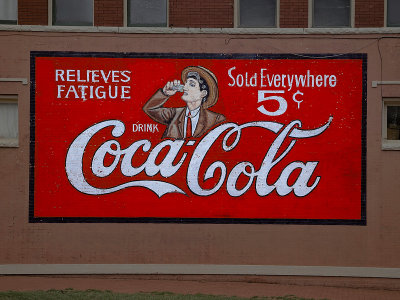 RELIEVES
FATIGUE
Sold Everywhere
5¢
DRINK
Coca-Cola